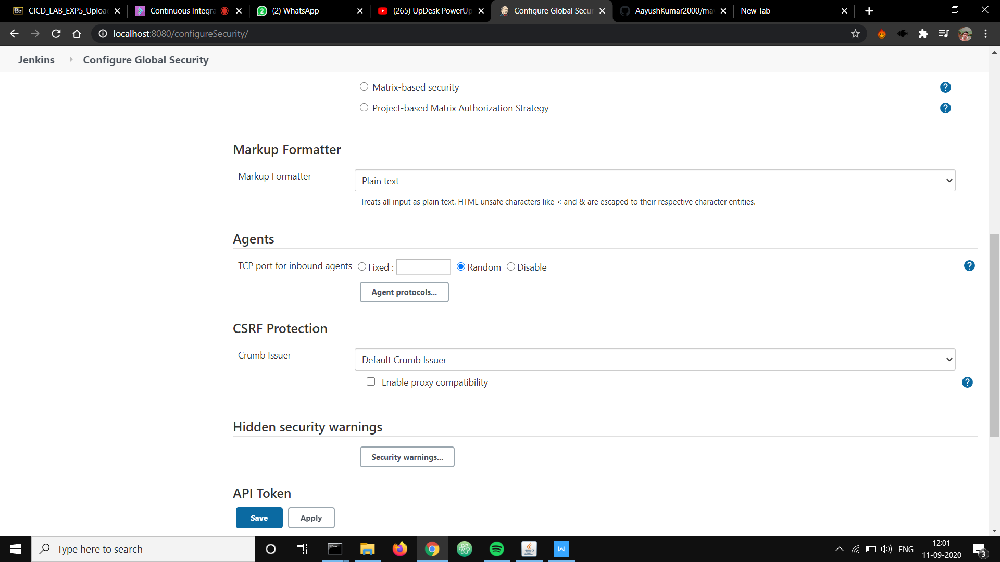 CICD_LAB_EXP5_Uploa
Continuous Integra
(2) WhatsApp
(265) UpDesk PowerUp
Configure Global Secur
AayushKumar2000/ma
New Tab
localhost:8080/configureSecurity/
Jenkins
Configure Global Security
Matrix-based security
?
Project-based Matrix Authorization Strategy
?
Markup Formatter
Markup Formatter
Plain text
Treats all input as plain text. HTML unsafe characters like < and & are escaped to their respective character entities.
Agents
TCP port for inbound agents
Fixed :
Random
Disable
?
Agent protocols...
CSRF Protection
Crumb Issuer
Default Crumb Issuer
Enable proxy compatibility
?
Hidden security warnings
Security warnings...
API Token
Save
Apply
Type here to search
ENG
12:01
11-09-2020
3